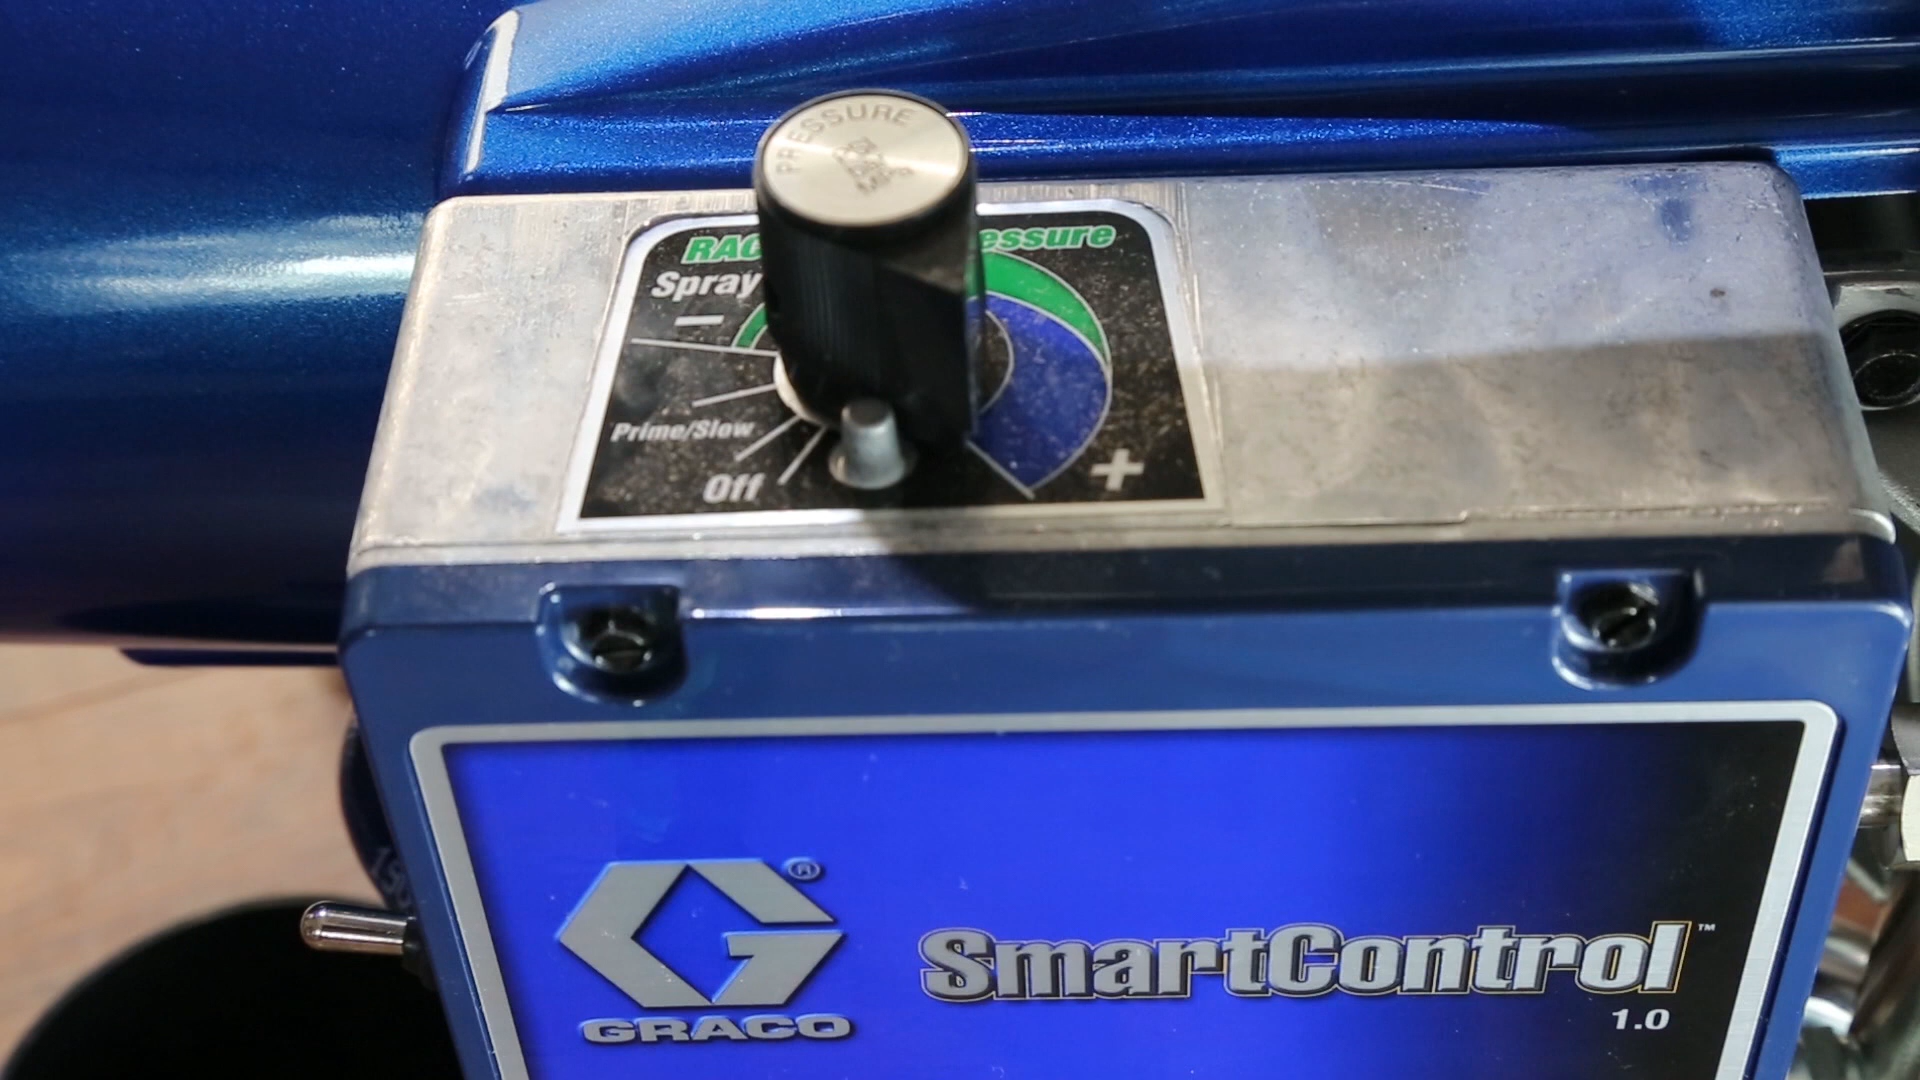 PRESSURE
RAC essure
Spray
−
Prime/Slow
Off
+
®
GRACO
SmartControl™
1.0